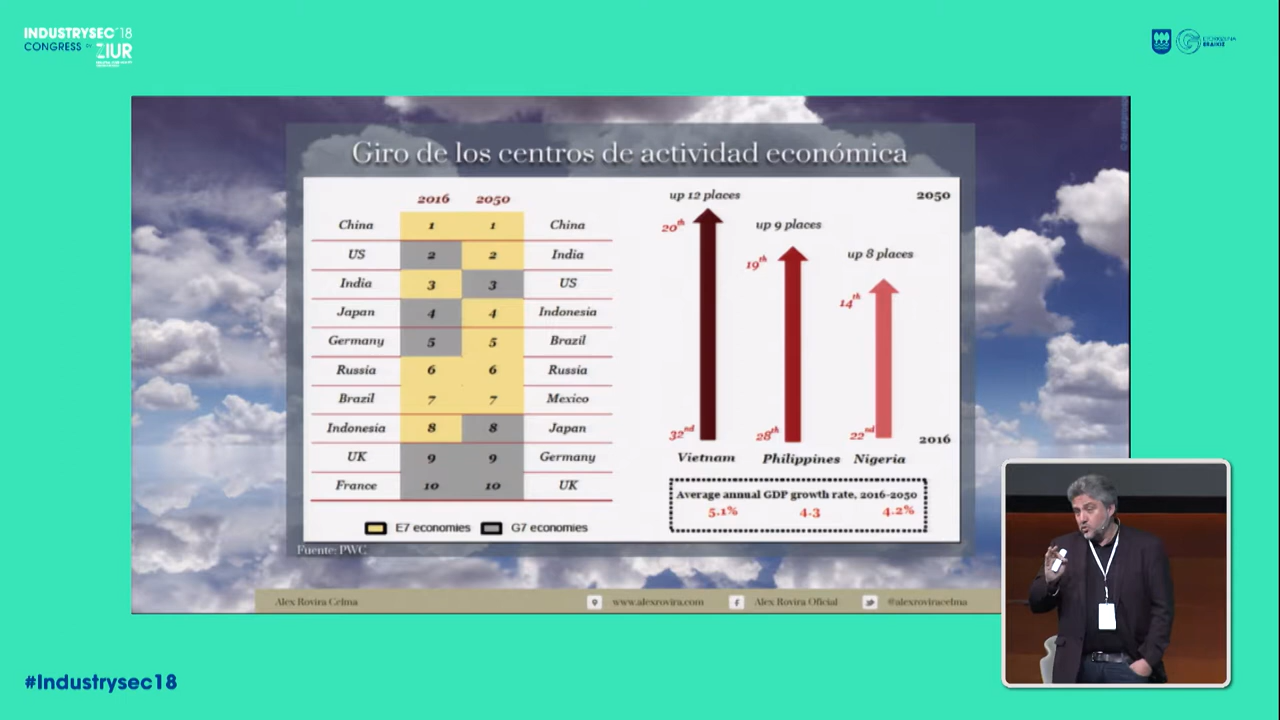 INDUSTRYSEC´18
CONGRESS BY ZIUR
Giro de los centros de actividad económica
2016 2050
China 1 1 China
US 2 2 India
India 3 3 US
Japan 4 4 Indonesia
Germany 5 5 Brazil
Russia 6 6 Russia
Brazil 7 7 Mexico
Indonesia 8 8 Japan
UK 9 9 Germany
France 10 10 UK
E7 economies G7 economies
up 12 places
20th
up 9 places
19th
up 8 places
14th
2050
32nd
28th
22nd
2016
Vietnam Philippines Nigeria
Average annual GDP growth rate, 2016-2050
5.1% 4.3 4.2%
Fuente: PWC
Alex Rovira Celma www.alexrovira.com Alex Rovira Oficial @alexroviracelma
#Industrysec18